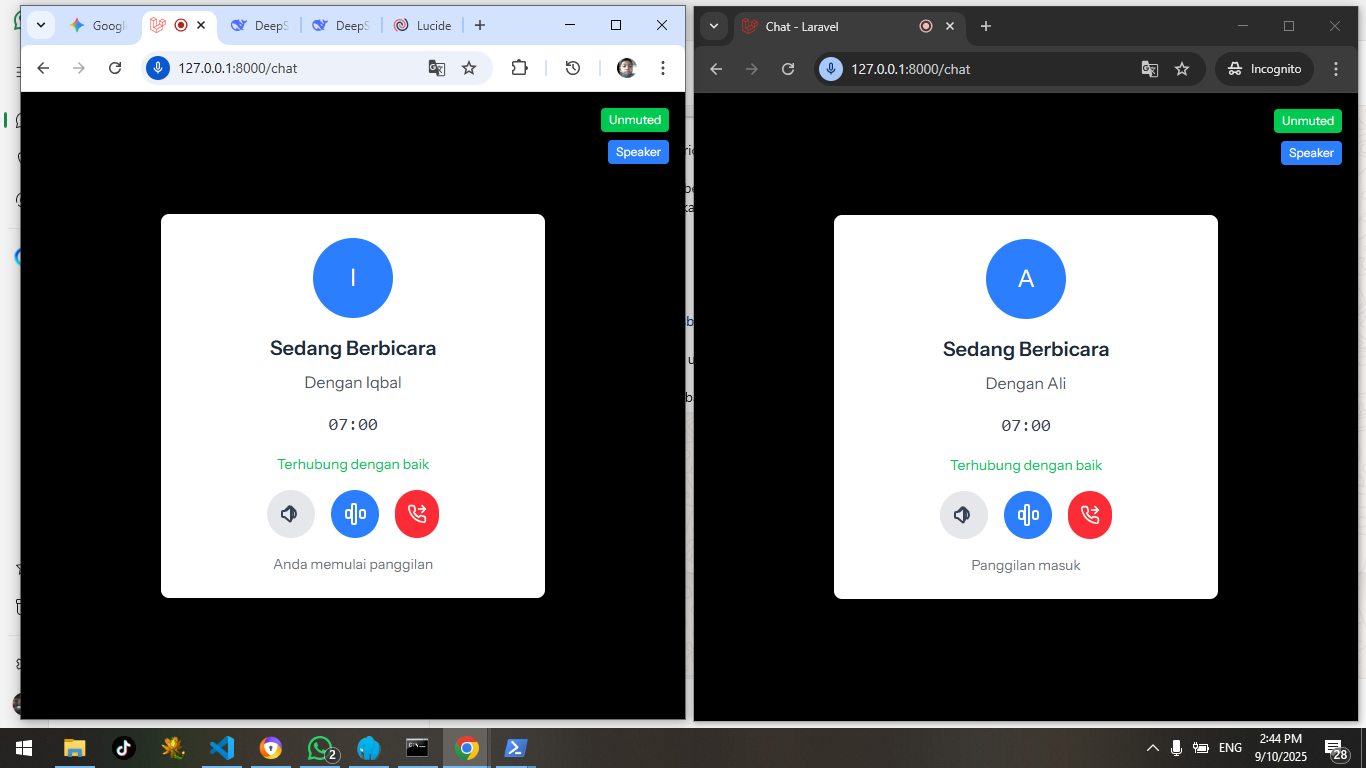 Googl
DeepS
DeepS
Lucide
127.0.0.1:8000/chat
Unmuted
Speaker
I
Sedang Berbicara
Dengan Iqbal
07:00
Terhubung dengan baik
Anda memulai panggilan
Chat - Laravel
127.0.0.1:8000/chat
Incognito
Unmuted
Speaker
A
Sedang Berbicara
Dengan Ali
07:00
Terhubung dengan baik
Panggilan masuk
2
ENG
2:44 PM
9/10/2025
28